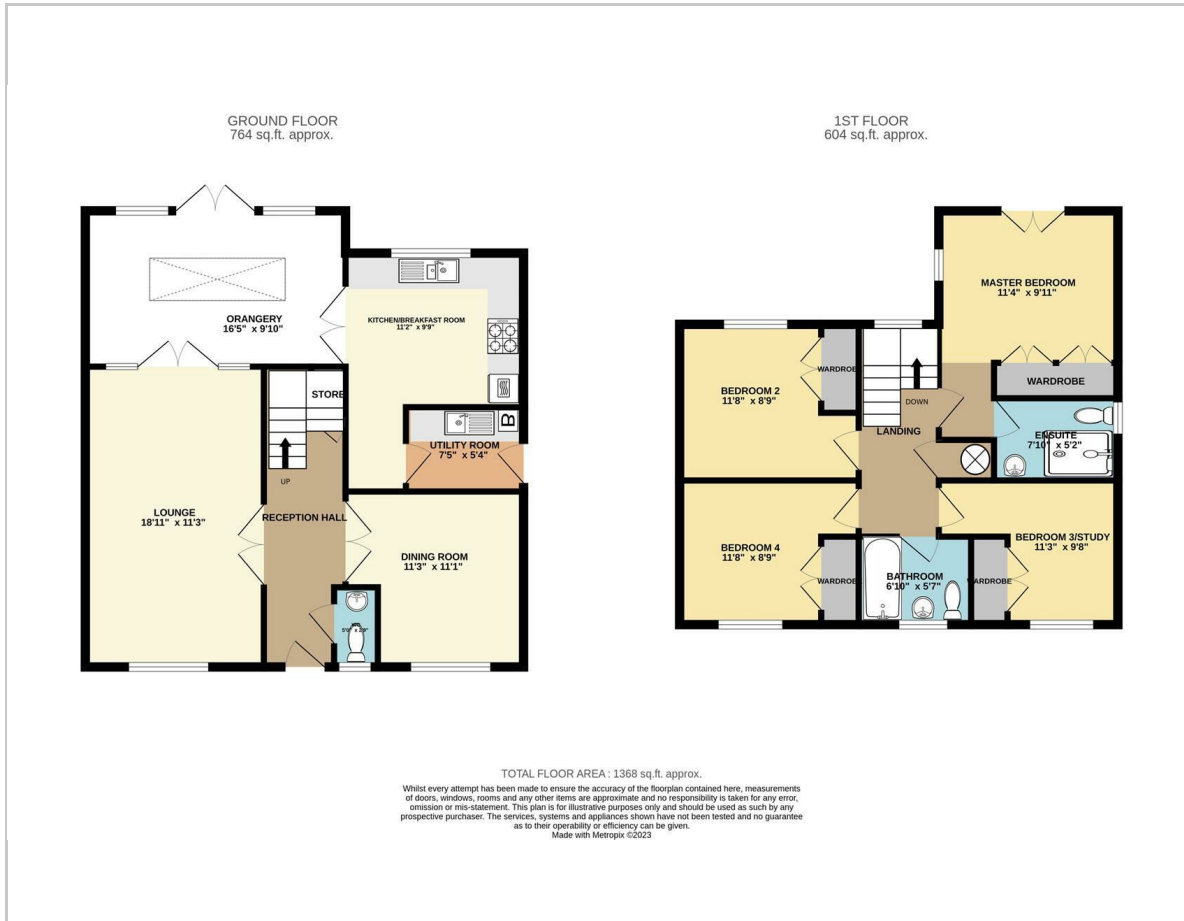 GROUND FLOOR
764 sq.ft. approx.
ORANGERY
16'5" x 9'10"
KITCHEN/BREAKFAST ROOM
11'2" x 9'9"
STORE
B
UTILITY ROOM
7'5" x 5'4"
UP
LOUNGE
18'11" x 11'3"
RECEPTION HALL
DINING ROOM
11'3" x 11'1"
1ST FLOOR
604 sq.ft. approx.
MASTER BEDROOM
11'4" x 9'11"
WARDROBE
BEDROOM 2
11'8" x 8'9"
WARDROBE
DOWN
LANDING
ENSUITE
7'10" x 5'2"
BEDROOM 4
11'8" x 8'9"
WARDROBE
BATHROOM
6'10" x 5'7"
WARDROBE
BEDROOM 3/STUDY
11'3" x 9'8"
TOTAL FLOOR AREA : 1368 sq.ft. approx.
Whilst every attempt has been made to ensure the accuracy of the floorplan contained here, measurements
of doors, windows, rooms and any other items are approximate and no responsibility is taken for any error,
omission or mis-statement. This plan is for illustrative purposes only and should be used as such by any
prospective purchaser. The services, systems and appliances shown have not been tested and no guarantee
as to their operability or efficiency can be given.
Made with Metropix ©2023